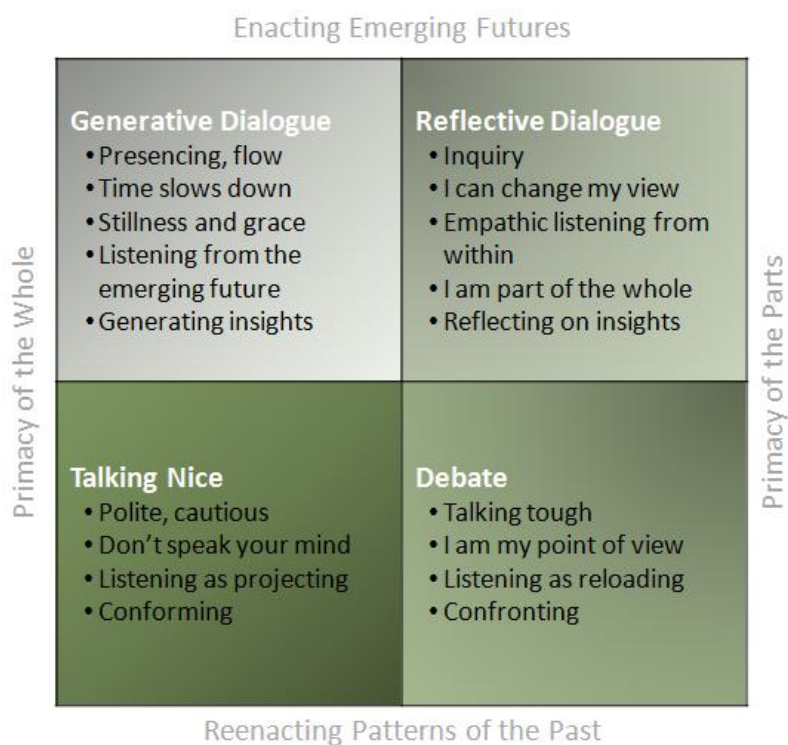 Enacting Emerging Futures
Primacy of the Whole
Generative Dialogue
• Presencing, flow
• Time slows down
• Stillness and grace
• Listening from the
emerging future
• Generating insights
Reflective Dialogue
• Inquiry
• I can change my view
• Empathic listening from
within
• I am part of the whole
• Reflecting on insights
Primacy of the Parts
Talking Nice
• Polite, cautious
• Don’t speak your mind
• Listening as projecting
• Conforming
Debate
• Talking tough
• I am my point of view
• Listening as reloading
• Confronting
Reenacting Patterns of the Past